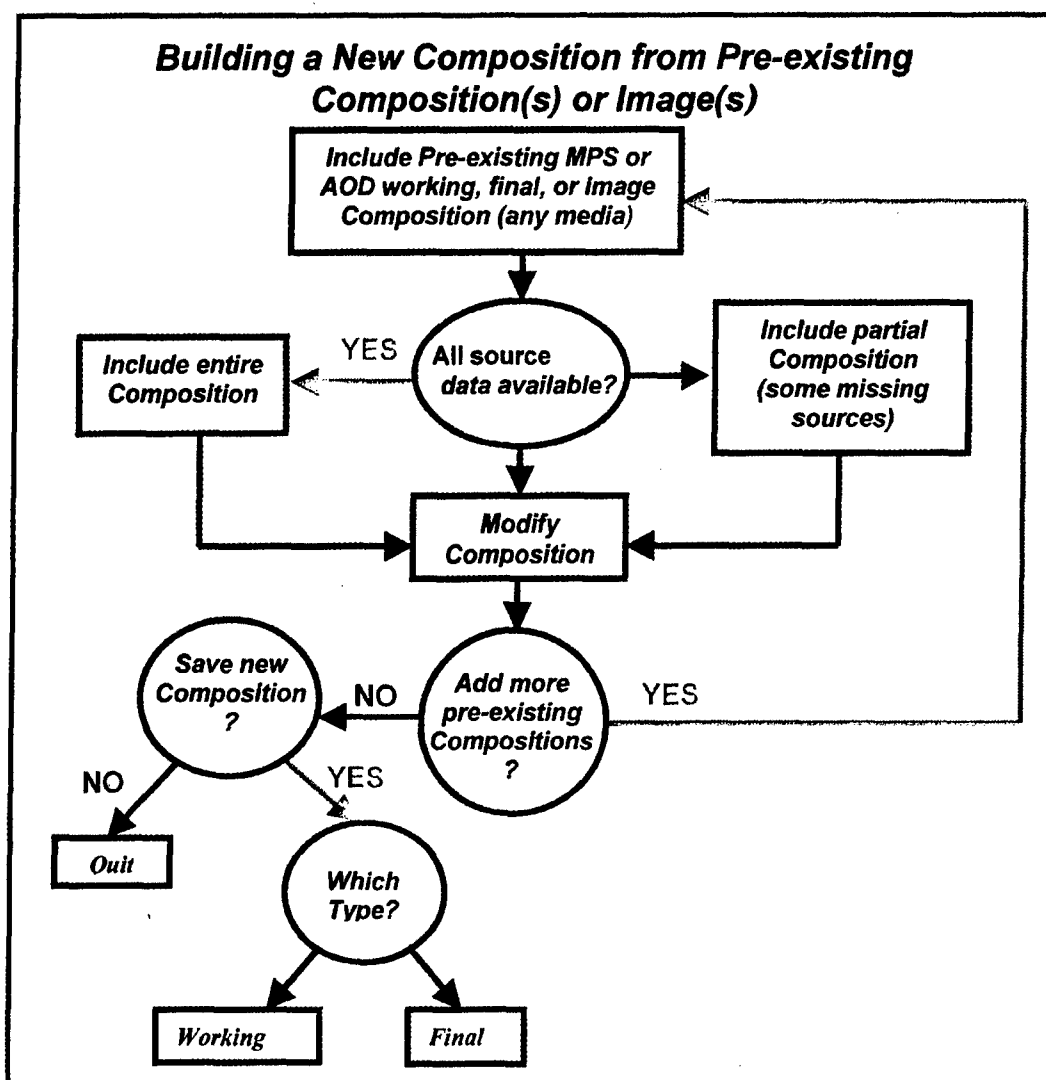 Building a New Composition from Pre-existing
Composition(s) or Image(s)
Include Pre-existing MPS or
AOD working, final, or Image
Composition (any media)
YES
All source
data available?
Include entire
Composition
Include partial
Composition
(some missing
sources)
Modify
Composition
Save new
Composition
?
NO
Add more
pre-existing
Compositions
?
YES
NO
YES
Quit
Which
Type?
Working
Final